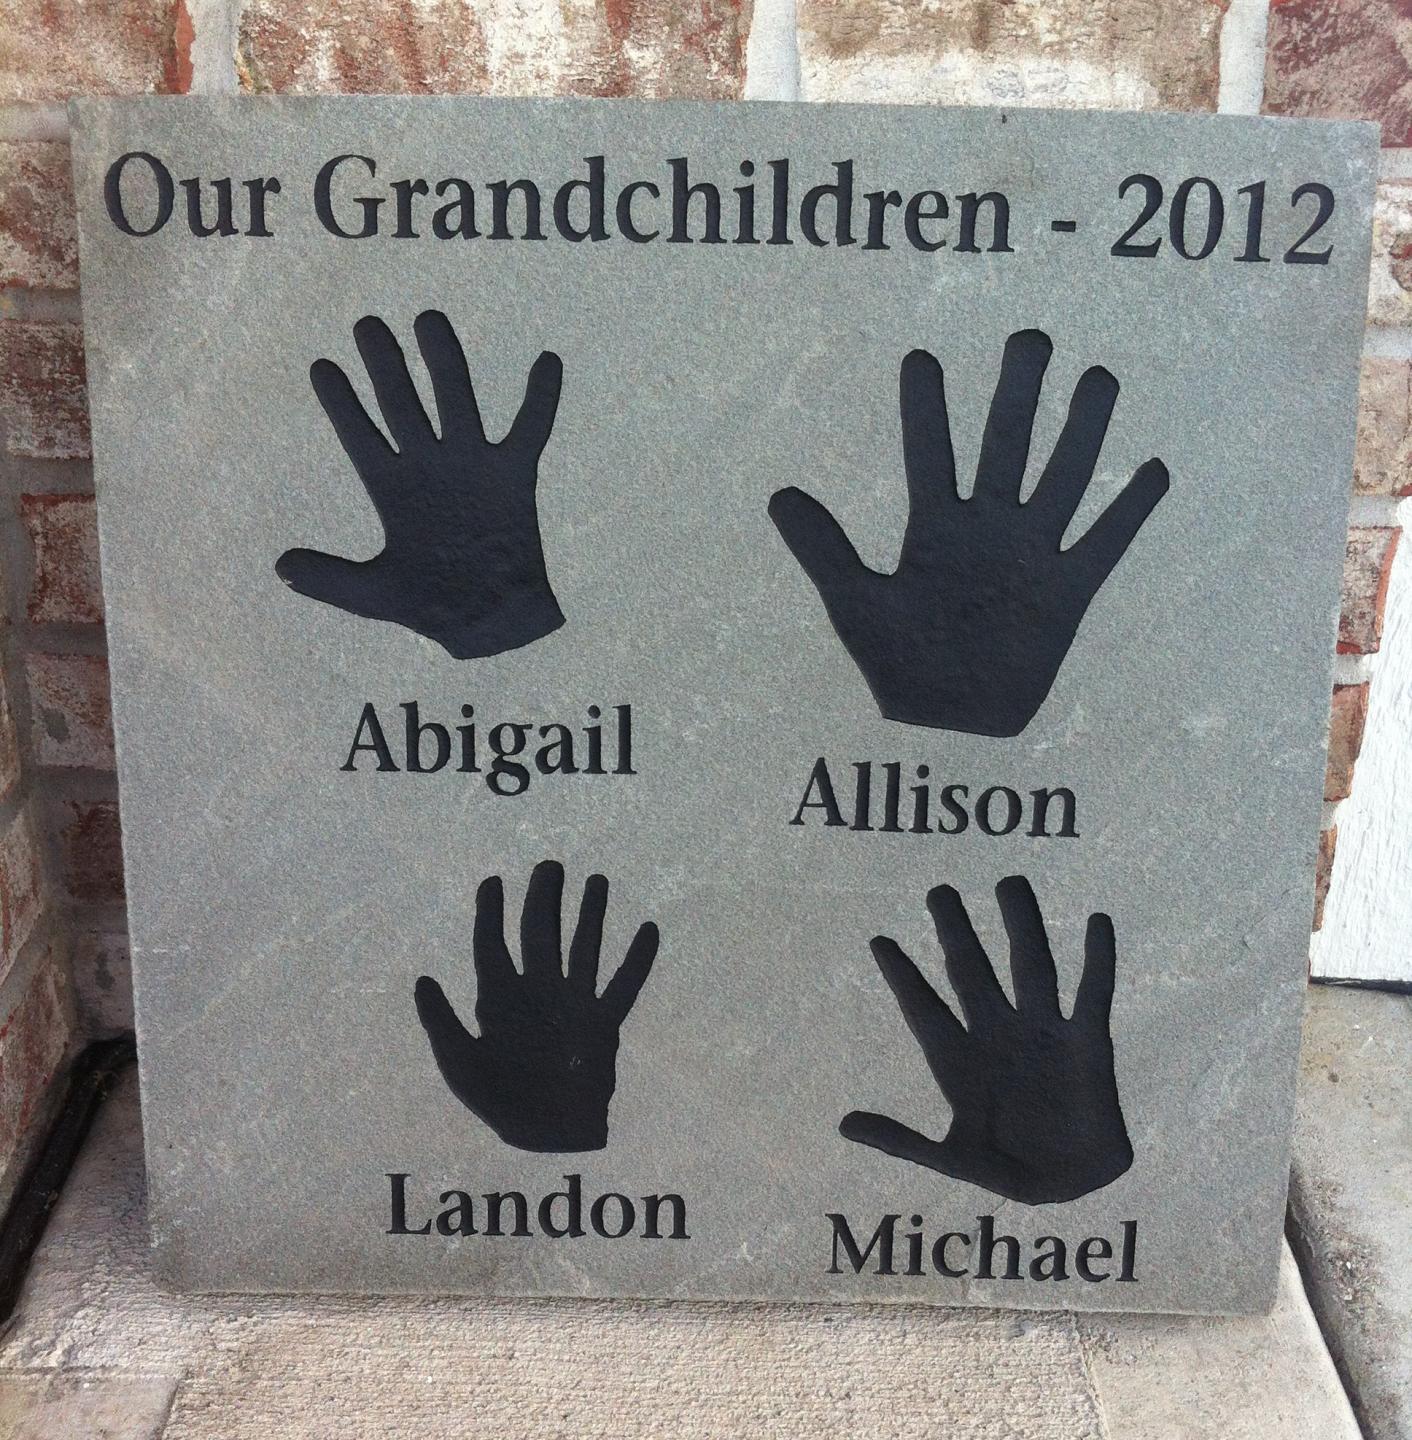 Our Grandchildren - 2012
Abigail
Allison
Landon
Michael